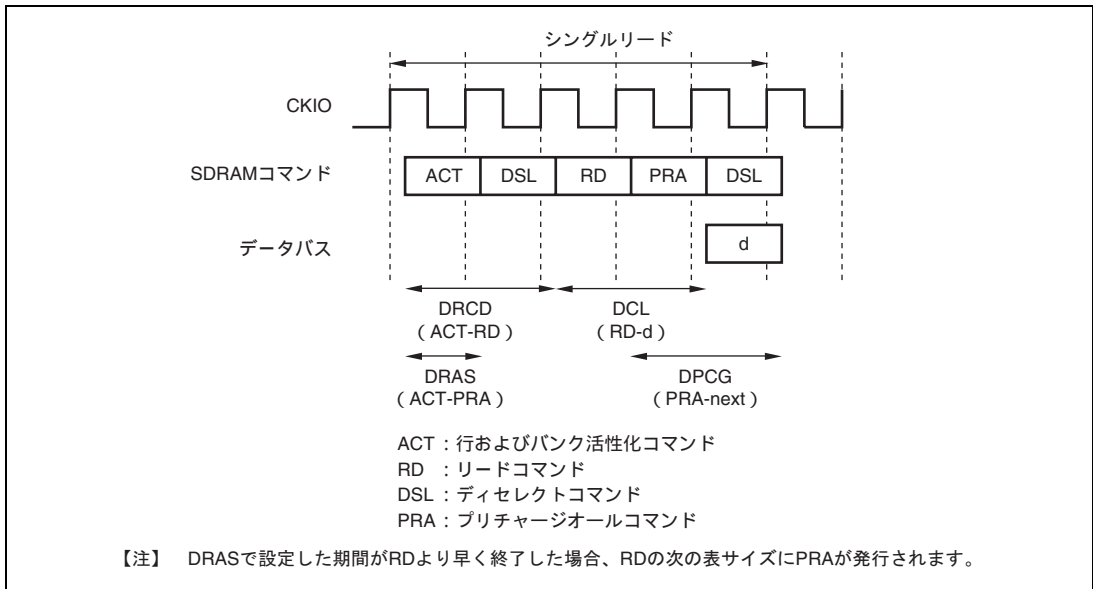 シングルリード
CKIO
SDRAMコマンド
ACT DSL RD PRA DSL
データバス
d
DRCD DCL
（ACT-RD） （RD-d）
DRAS DPCG
（ACT-PRA） （PRA-next）
ACT：行およびバンク活性化コマンド
RD ：リードコマンド
DSL：ディセレクトコマンド
PRA：プリチャージオールコマンド
【注】 DRASで設定した期間がRDより早く終了した場合、RDの次の表サイズにPRAが発行されます。